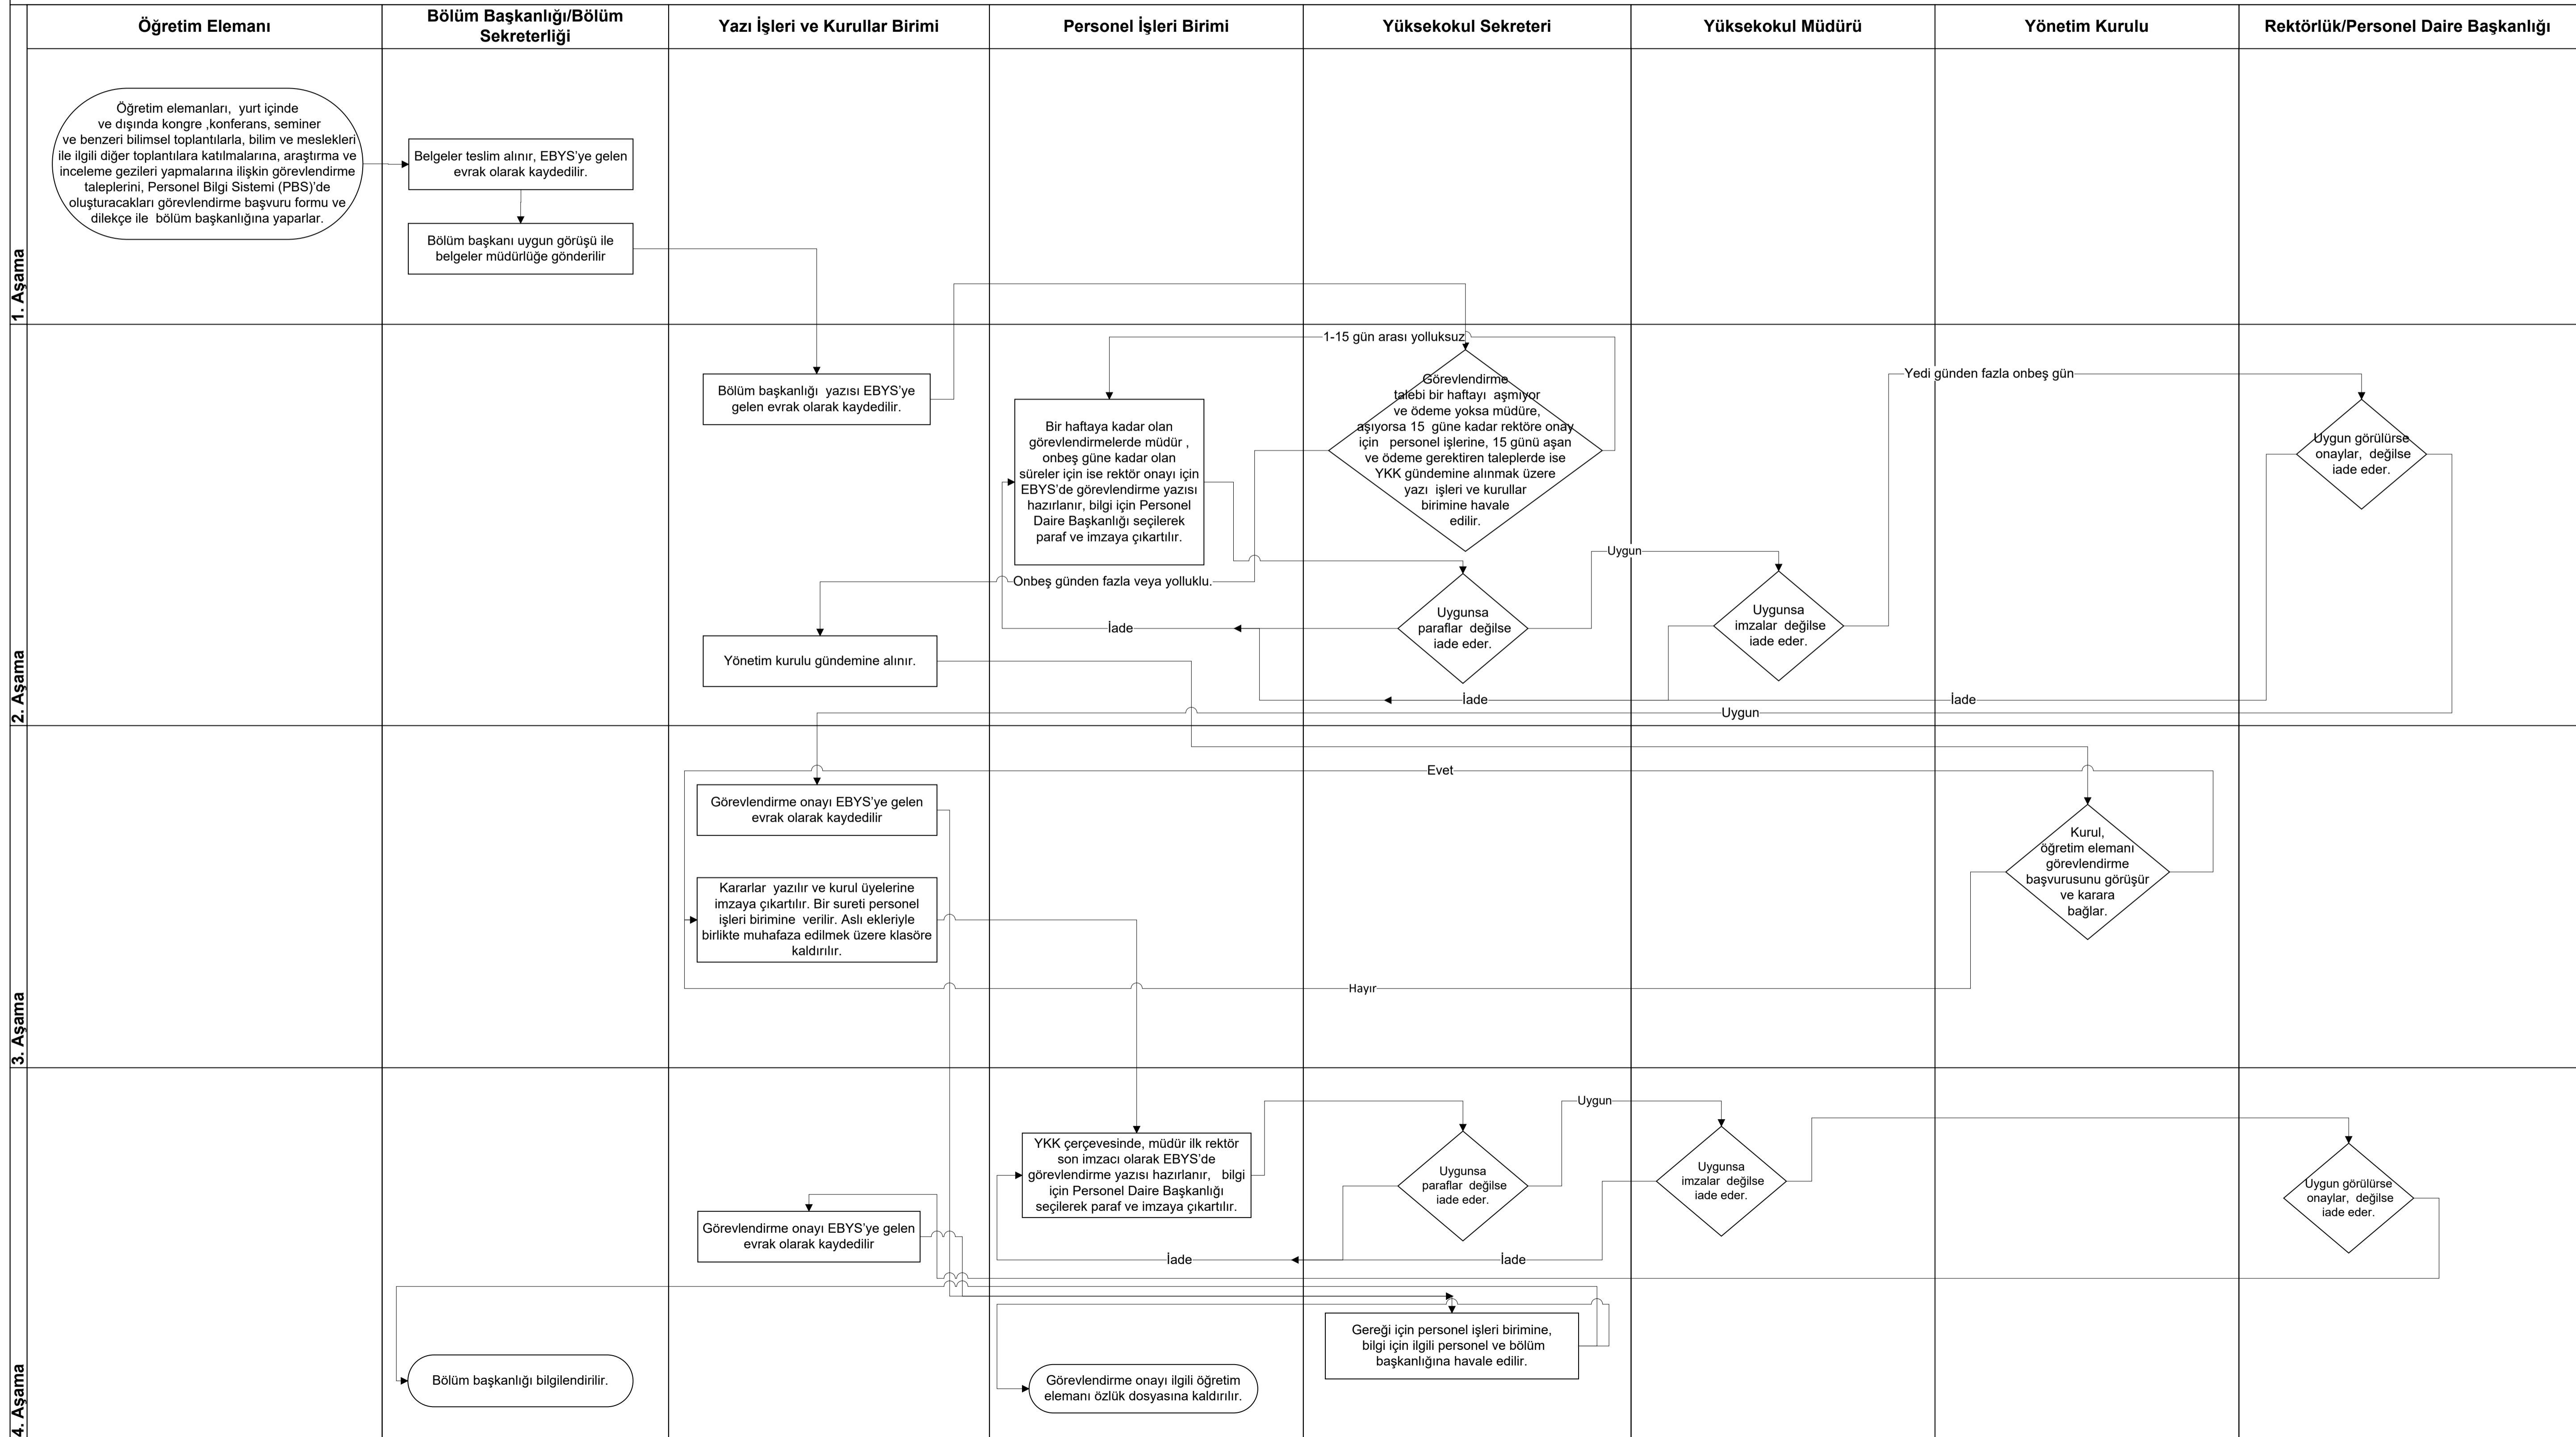 Öğretim Elemanı
Bölüm Başkanlığı/Bölüm
Sekreterliği
Yazı İşleri ve Kurullar Birimi
Personel İşleri Birimi
Yüksekokul Sekreteri
Yüksekokul Müdürü
Yönetim Kurulu
Rektörlük/Personel Daire Başkanlığı
1. Aşama
Öğretim elemanları, yurt içinde
ve dışında kongre ,konferans, seminer
ve benzeri bilimsel toplantılarla, bilim ve meslekleri
ile ilgili diğer toplantılara katılmalarına, araştırma ve
inceleme gezileri yapmalarına ilişkin görevlendirme
taleplerini, Personel Bilgi Sistemi (PBS)’de
oluşturacakları görevlendirme başvuru formu ve
dilekçe ile bölüm başkanlığına yaparlar.
Belgeler teslim alınır, EBYS’ye gelen
evrak olarak kaydedilir.
Bölüm başkanı uygun görüşü ile
belgeler müdürlüğe gönderilir
2. Aşama
Bölüm başkanlığı yazısı EBYS’ye
gelen evrak olarak kaydedilir.
1-15 gün arası yolluksuz
Bir haftaya kadar olan
görevlendirmelerde müdür ,
onbeş güne kadar olan
süreler için ise rektör onayı için
EBYS’de görevlendirme yazısı
hazırlanır, bilgi için Personel
Daire Başkanlığı seçilerek
paraf ve imzaya çıkartılır.
Görevlendirme
talebi bir haftayı aşmıyor
ve ödeme yoksa müdüre,
aşıyorsa 15 güne kadar rektöre onay
için personel işlerine, 15 günü aşan
ve ödeme gerektiren taleplerde ise
YKK gündemine alınmak üzere
yazı işleri ve kurullar
birimine havale
edilir.
Yedi günden fazla onbeş gün
Uygun görülürse
onaylar, değilse
iade eder.
Onbeş günden fazla veya yolluklu.
Uygun
Uygunsa
paraflar değilse
iade eder.
Uygunsa
imzalar değilse
iade eder.
İade
Yönetim kurulu gündemine alınır.
İade
İade
Uygun
3. Aşama
Evet
Görevlendirme onayı EBYS’ye gelen
evrak olarak kaydedilir
Kurul,
öğretim elemanı
görevlendirme
başvurusunu görüşür
ve karara
bağlar.
Kararlar yazılır ve kurul üyelerine
imzaya çıkartılır. Bir sureti personel
işleri birimine verilir. Aslı ekleriyle
birlikte muhafaza edilmek üzere klasöre
kaldırılır.
Hayır
4. Aşama
Uygun
YKK çerçevesinde, müdür ilk rektör
son imzacı olarak EBYS’de
görevlendirme yazısı hazırlanır, bilgi
için Personel Daire Başkanlığı
seçilerek paraf ve imzaya çıkartılır.
Uygunsa
paraflar değilse
iade eder.
Uygunsa
imzalar değilse
iade eder.
Uygun görülürse
onaylar, değilse
iade eder.
Görevlendirme onayı EBYS’ye gelen
evrak olarak kaydedilir
İade
İade
Gereği için personel işleri birimine,
bilgi için ilgili personel ve bölüm
başkanlığına havale edilir.
Bölüm başkanlığı bilgilendirilir.
Görevlendirme onayı ilgili öğretim
elemanı özlük dosyasına kaldırılır.